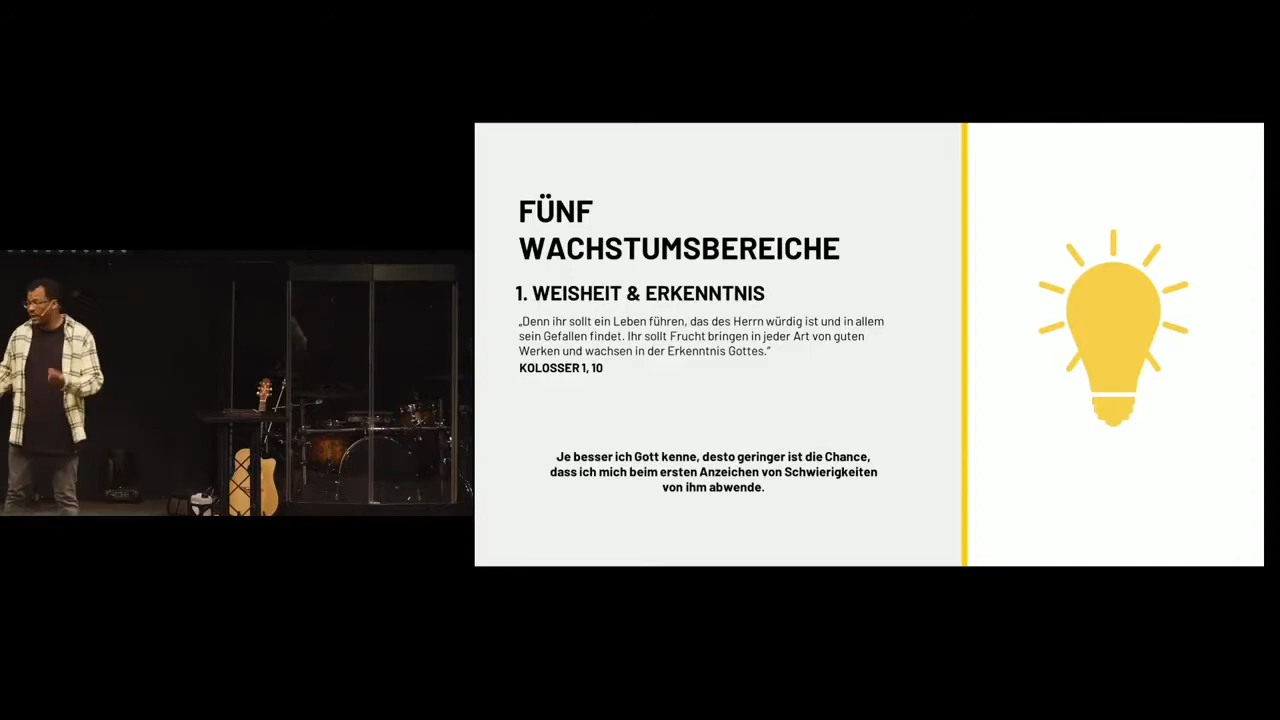 FÜNF
WACHSTUMSBEREICHE
1. WEISHEIT & ERKENNTNIS
„Denn ihr sollt ein Leben führen, das des Herrn würdig ist und in allem
sein Gefallen findet. Ihr sollt Frucht bringen in jeder Art von guten
Werken und wachsen in der Erkenntnis Gottes.“
KOLOSSER 1, 10
Je besser ich Gott kenne, desto geringer ist die Chance,
dass ich mich beim ersten Anzeichen von Schwierigkeiten
von ihm abwende.